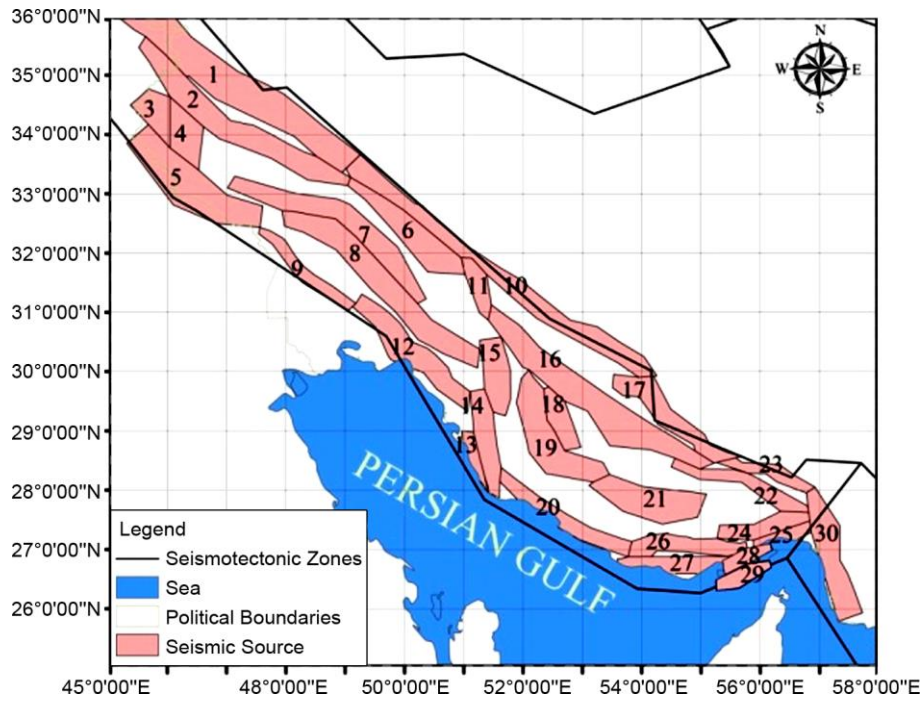 36°0'00"N
35°0'00"N
34°0'00"N
33°0'00"N
32°0'00"N
31°0'00"N
30°0'00"N
29°0'00"N
28°0'00"N
27°0'00"N
26°0'00"N
N
W E
S
1
2
3
4
5
6
7
8
9
10
11
12
13
14
15
16
17
18
19
20
21
22
23
24
25
26
27
28
29
30
PERSIAN GULF
Legend
Seismotectonic Zones
Sea
Political Boundaries
Seismic Source
45°0'00"E 48°0'00"E 50°0'00"E 52°0'00"E 54°0'00"E 56°0'00"E 58°0'00"E